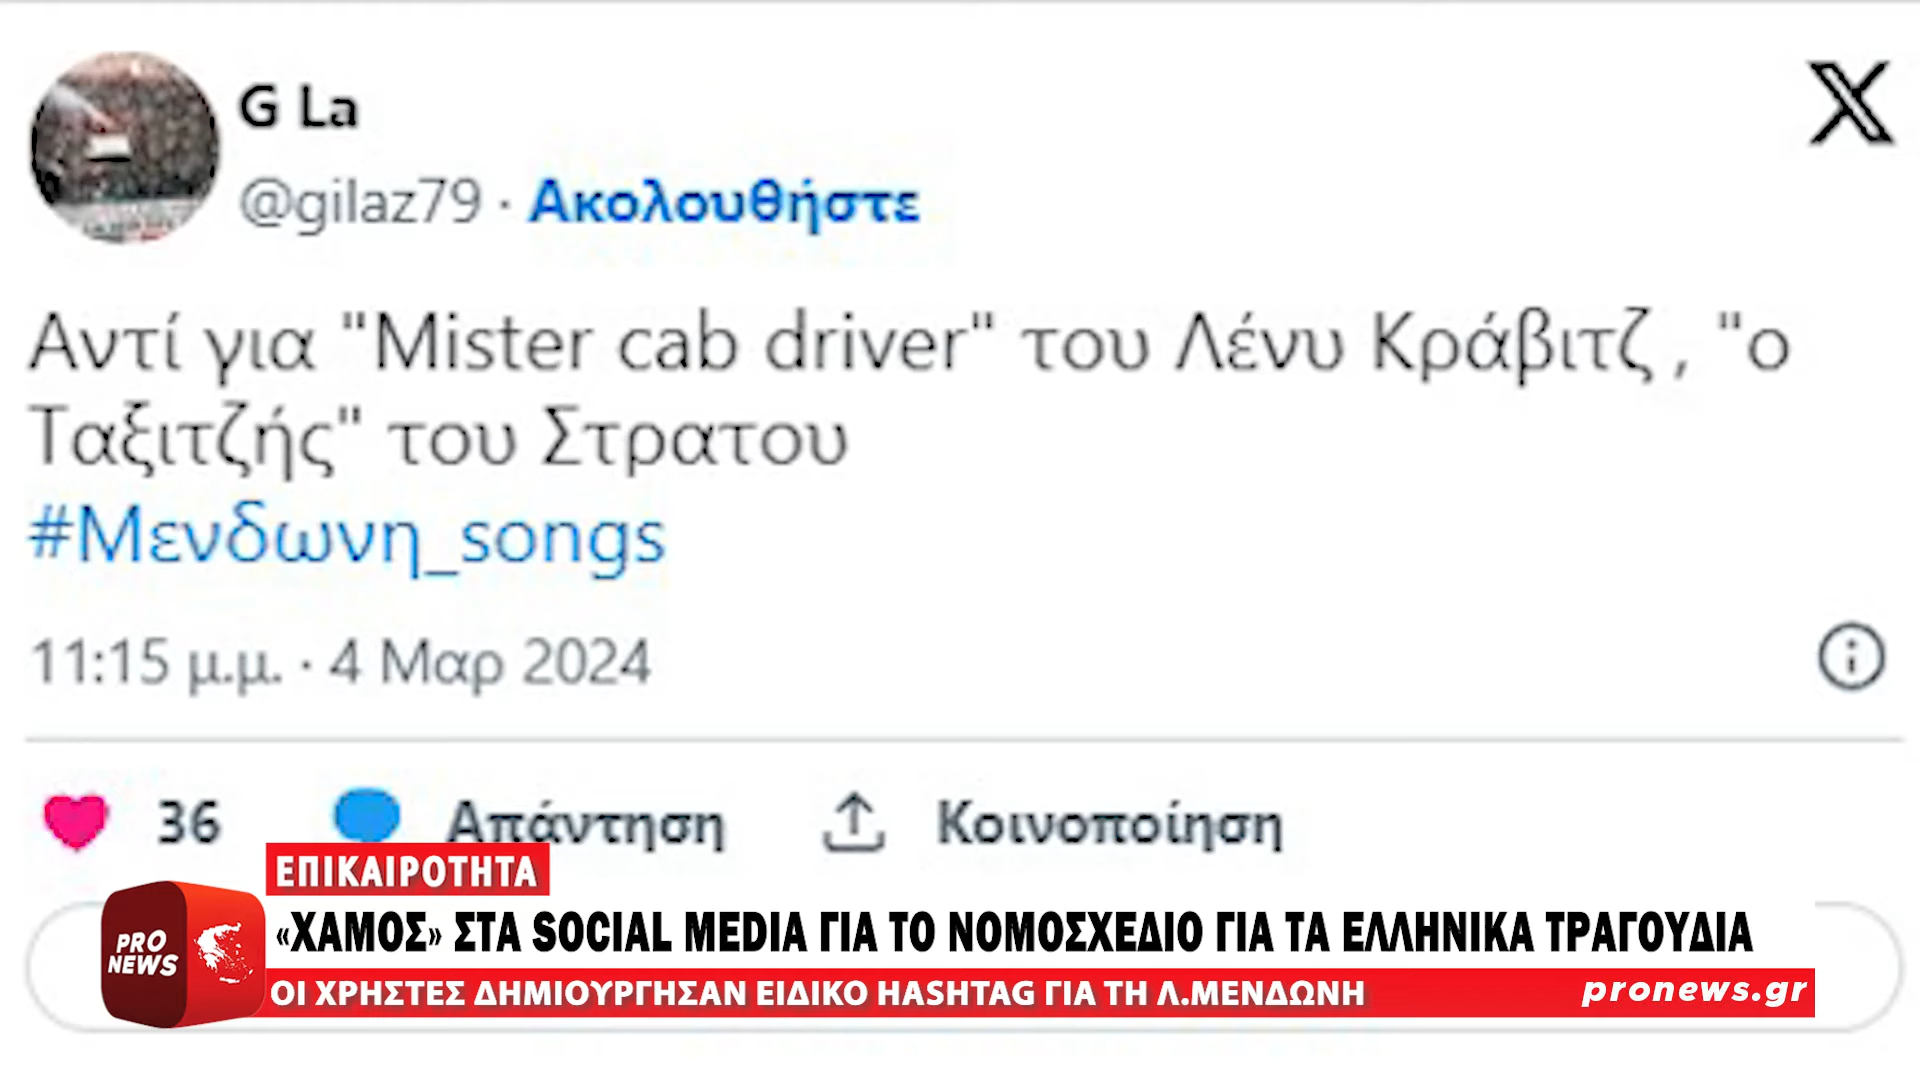 G La
@gilaz79 · Ακολουθήστε
Αντί για "Mister cab driver" του Λένυ Κράβιτζ , "ο
Ταξιτζής" του Στρατου
#Μενδωνη_songs
11:15 μ.μ. · 4 Μαρ 2024
36 Απάντηση Κοινοποίηση
ΕΠΙΚΑΙΡΟΤΗΤΑ
«ΧΑΜΟΣ» ΣΤΑ SOCIAL MEDIA ΓΙΑ ΤΟ ΝΟΜΟΣΧΕΔΙΟ ΓΙΑ ΤΑ ΕΛΛΗΝΙΚΑ ΤΡΑΓΟΥΔΙΑ
PRO
NEWS
ΟΙ ΧΡΗΣΤΕΣ ΔΗΜΙΟΥΡΓΗΣΑΝ ΕΙΔΙΚΟ HASHTAG ΓΙΑ ΤΗ Λ.ΜΕΝΔΩΝΗ
pronews.gr